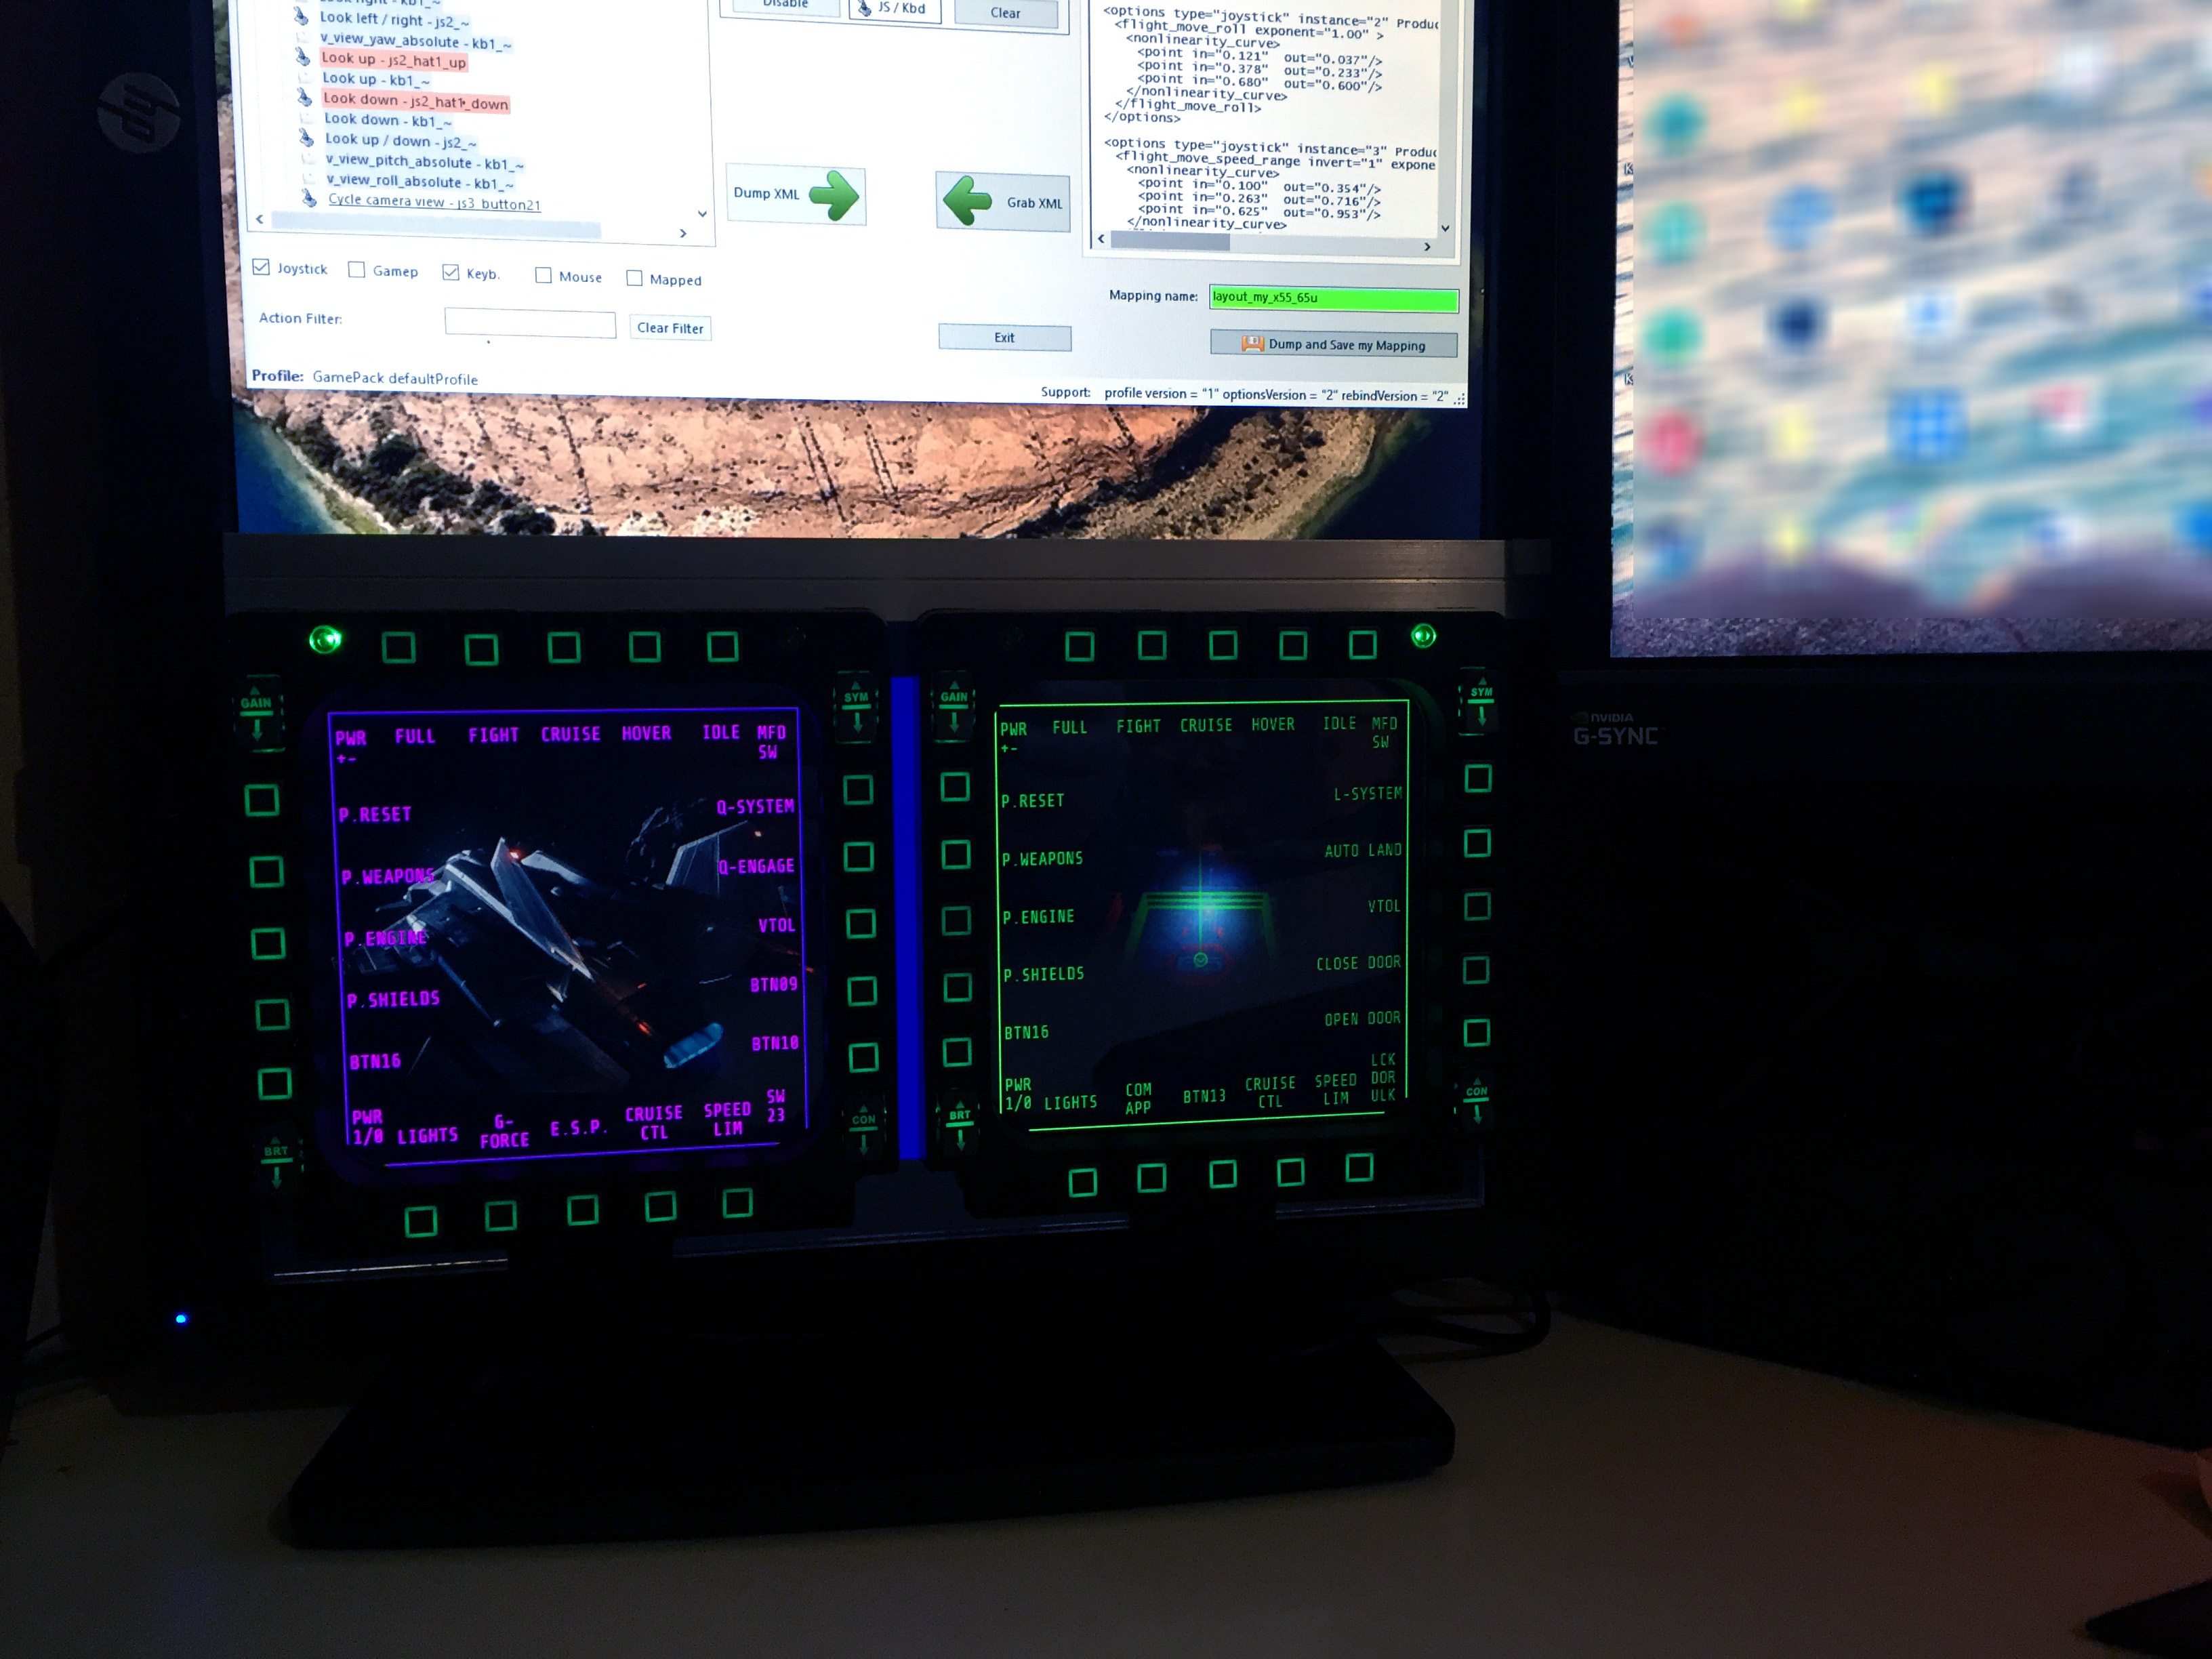 Look left / right - js2_~
v_view_yaw_absolute - kb1_~
Look up - js2_hat1_up
Look up - kb1_~
Look down - js2_hat1_down
Look down - kb1_~
Look up / down - js2_~
v_view_pitch_absolute - kb1_~
v_view_roll_absolute - kb1_~
Cycle camera view - js3_button21
Disable
JS / Kbd
Clear
Dump XML
Grab XML
<options type="joystick" instance="2" Produc
<flight_move_roll exponent="1.00" >
<nonlinearity_curve>
<point in="0.121" out="0.037"/>
<point in="0.378" out="0.233"/>
<point in="0.680" out="0.600"/>
</nonlinearity_curve>
</flight_move_roll>
</options>
<options type="joystick" instance="3" Produc
<flight_move_speed_range invert="1" expone
<nonlinearity_curve>
<point in="0.100" out="0.354"/>
<point in="0.263" out="0.716"/>
<point in="0.625" out="0.953"/>
</nonlinearity_curve>
Joystick Gamep Keyb. Mouse Mapped
Action Filter: Clear Filter
Exit
Mapping name: layout_my_x55_65u
Dump and Save my Mapping
Profile: GamePack defaultProfile
Support: profile version = "1" optionsVersion = "2" rebindVersion = "2"
hp
NVIDIA
G-SYNC
GAIN
SYM
PWR FULL FIGHT CRUISE HOVER IDLE MFD
+- SW
P.RESET Q-SYSTEM
P.WEAPONS Q-ENGAGE
P.ENGINE VTOL
P.SHIELDS BTN09
BTN16 BTN10
PWR
1/0 LIGHTS G-
FORCE E.S.P. CRUISE
CTL SPEED
LIM SW
23
BRT
CON
GAIN
SYM
PWR FULL FIGHT CRUISE HOVER IDLE MFD
+- SW
P.RESET L-SYSTEM
P.WEAPONS AUTO LAND
P.ENGINE VTOL
P.SHIELDS CLOSE DOOR
BTN16 OPEN DOOR
PWR
1/0 LIGHTS COM
APP BTN13 CRUISE
CTL SPEED
LIM LCK
DOR
ULK
BRT
CON